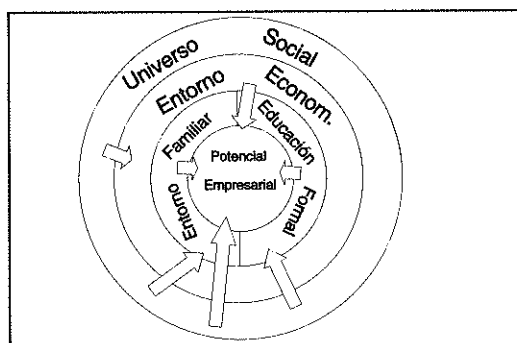 Universo Social
Entorno Econom.
Entorno Familiar
Educación Formal
Potencial
Empresarial